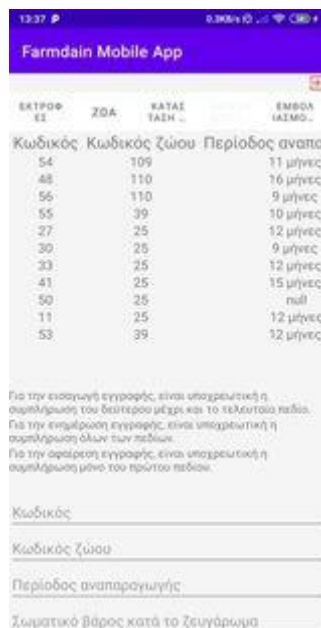 13:37
Farmdain Mobile App
ΕΚΤΡΟΦ
ΕΣ
ΖΩΑ
ΚΑΤΑΣ
ΤΑΣΗ ...
ΕΜΒΟΛ
ΙΑΣΜΟ...
Κωδικός Κωδικός ζώου Περίοδος αναπα
54 109 11 μήνες
48 110 16 μήνες
56 110 9 μήνες
55 39 10 μήνες
27 25 12 μήνες
30 25 9 μήνες
33 25 12 μήνες
41 25 15 μήνες
50 25 null
11 25 12 μήνες
53 39 12 μήνες
Για την εισαγωγή εγγραφής, είναι υποχρεωτική η
συμπλήρωση του δεύτερου μέχρι και το τελευταίο πεδίο.
Για την ενημέρωση εγγραφής, είναι υποχρεωτική η
συμπλήρωση όλων των πεδίων.
Για την αφαίρεση εγγραφής, είναι υποχρεωτική η
συμπλήρωση μόνο του πρώτου πεδίου.
Κωδικός
Κωδικός ζώου
Περίοδος αναπαραγωγής
Σωματικό βάρος κατά το ζευγάρωμα